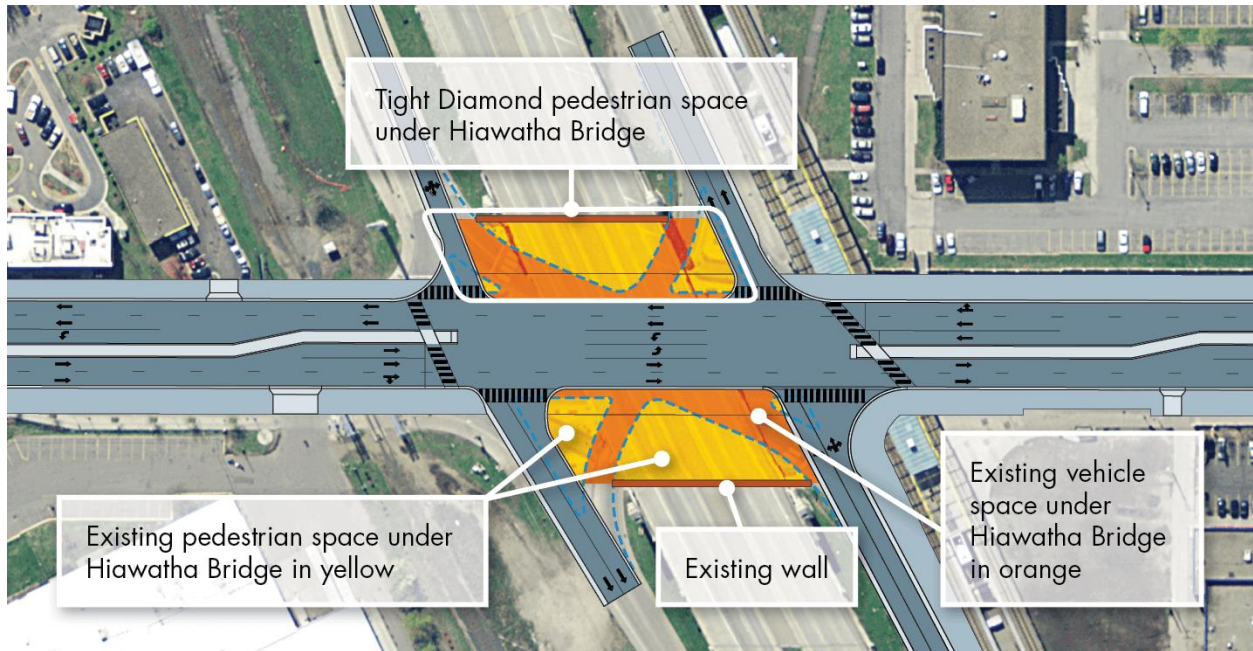 Tight Diamond pedestrian space
under Hiawatha Bridge
Existing pedestrian space under
Hiawatha Bridge in yellow
Existing wall
Existing vehicle
space under
Hiawatha Bridge
in orange